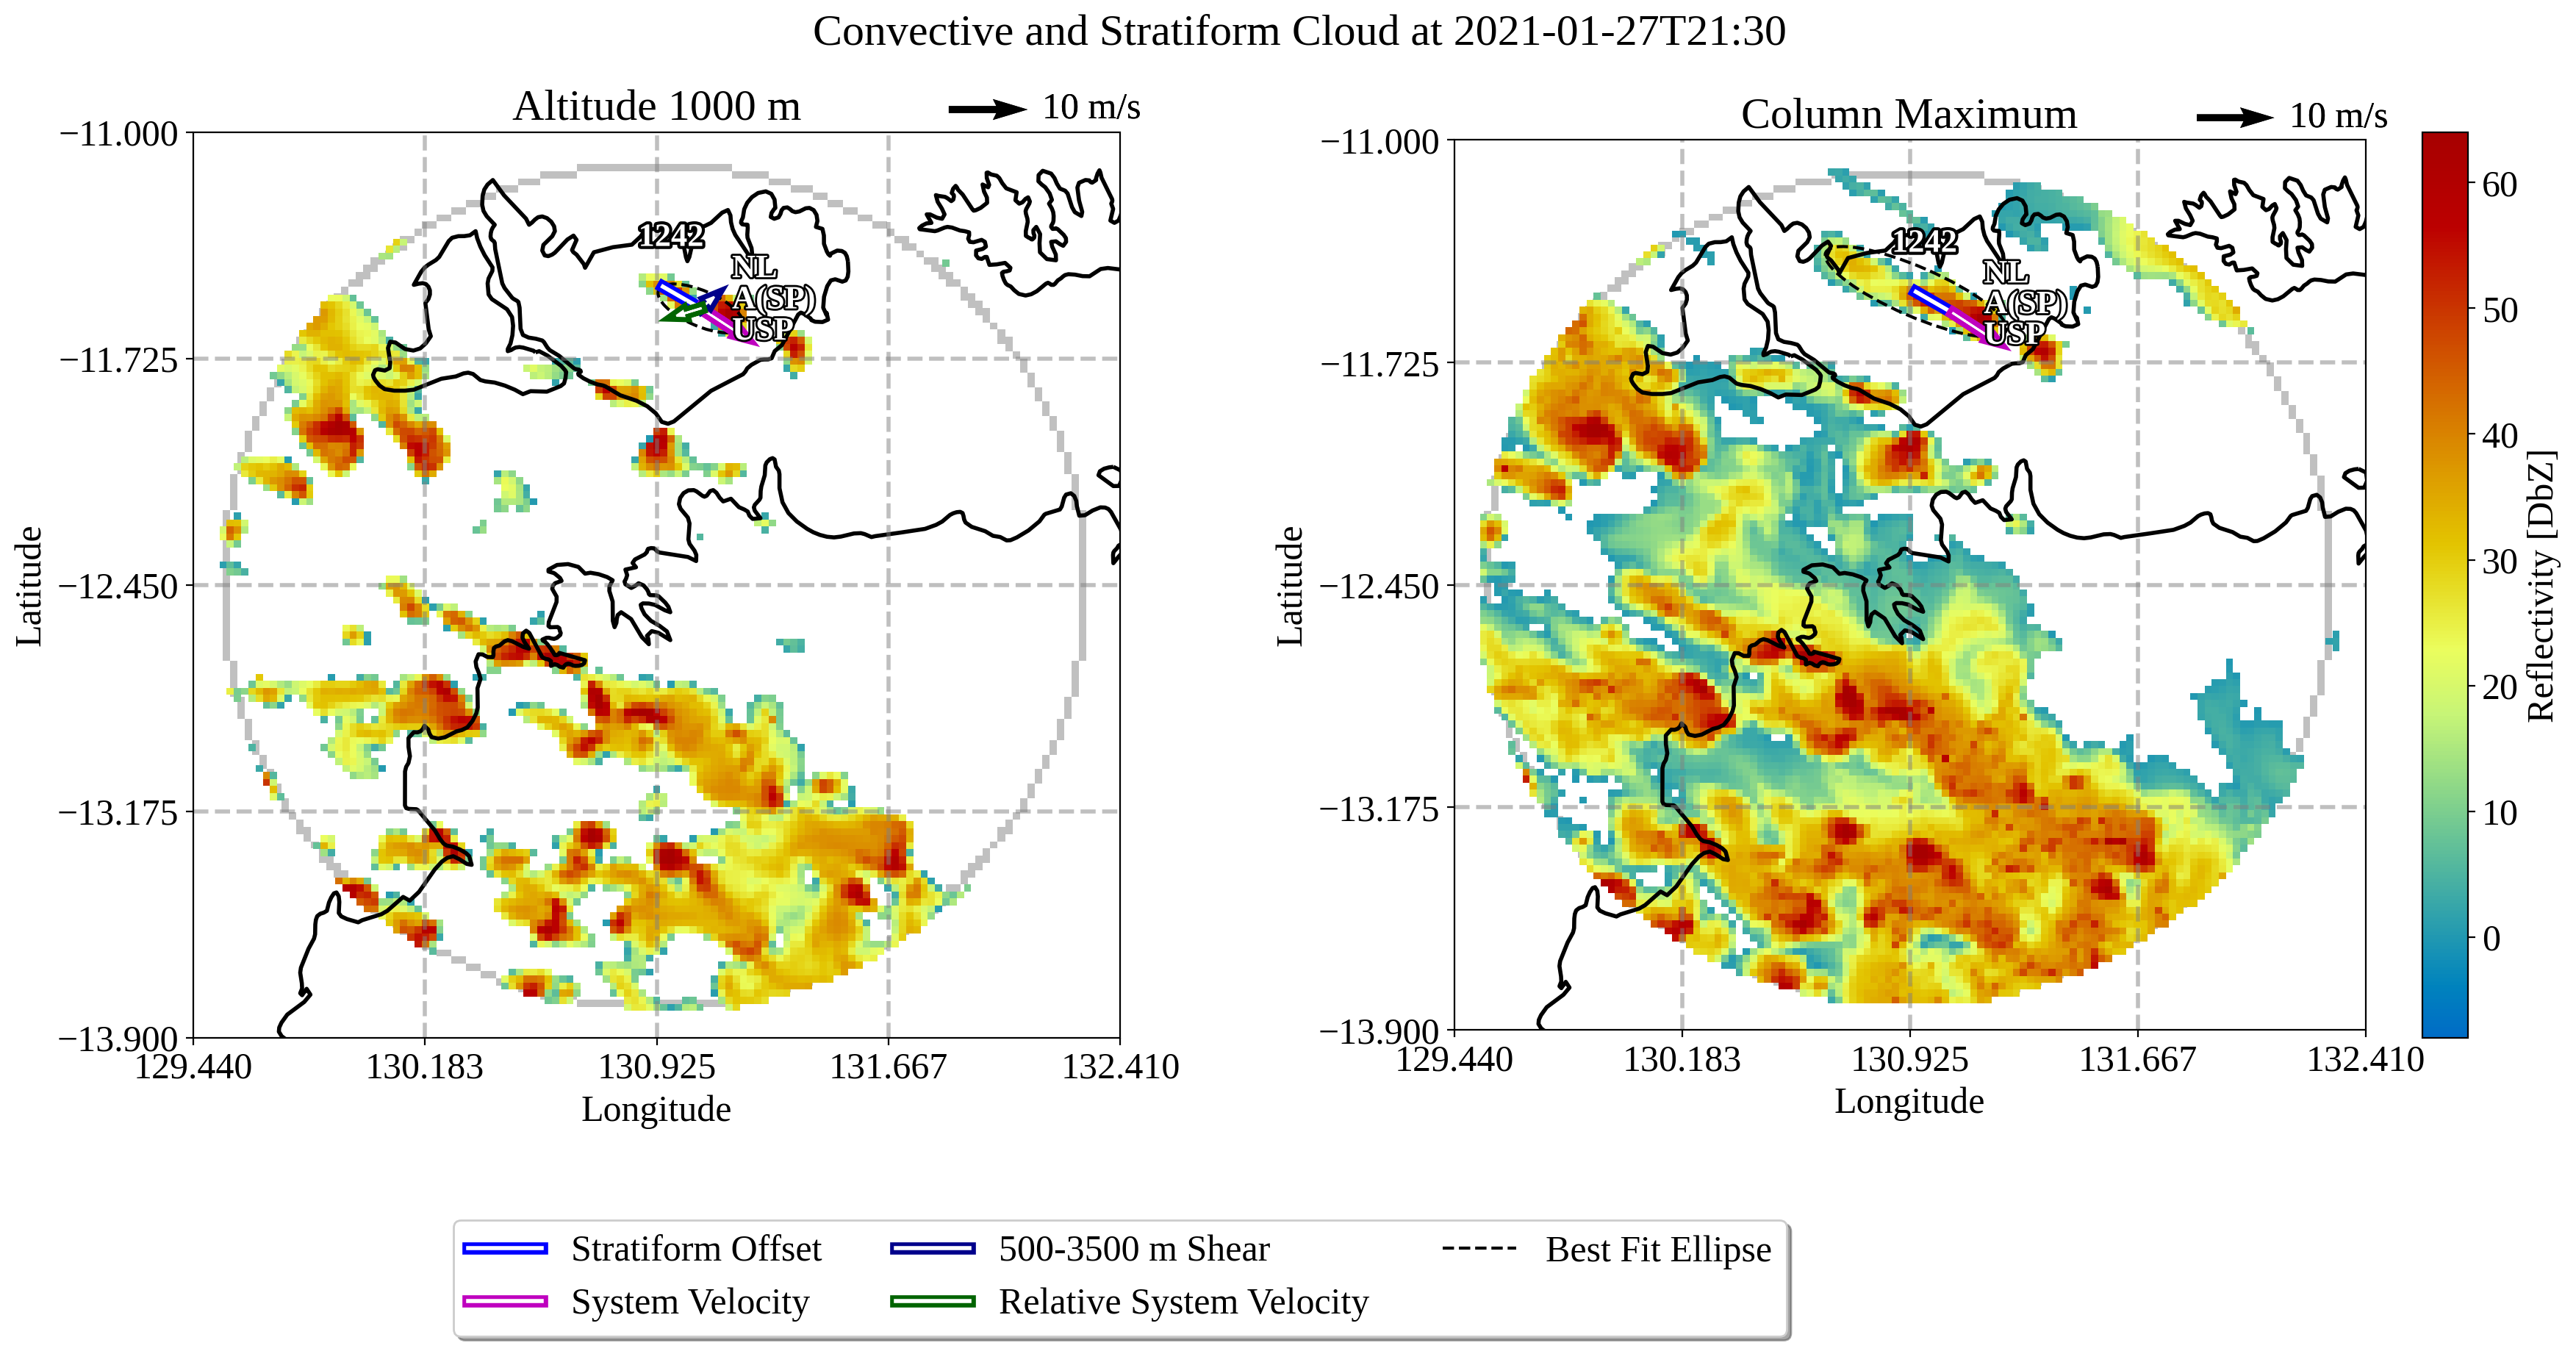 Convective and Stratiform Cloud at 2021-01-27T21:30
Altitude 1000 m
10 m/s
−11.000
−11.725
−12.450
−13.175
−13.900
Latitude
129.440
130.183
130.925
131.667
132.410
Longitude
1242
NL
A(SP)
USP
Column Maximum
10 m/s
−11.000
−11.725
−12.450
−13.175
−13.900
Latitude
129.440
130.183
130.925
131.667
132.410
Longitude
1242
NL
A(SP)
USP
60
50
40
30
20
10
0
Reflectivity [DbZ]
Stratiform Offset
System Velocity
500-3500 m Shear
Relative System Velocity
Best Fit Ellipse